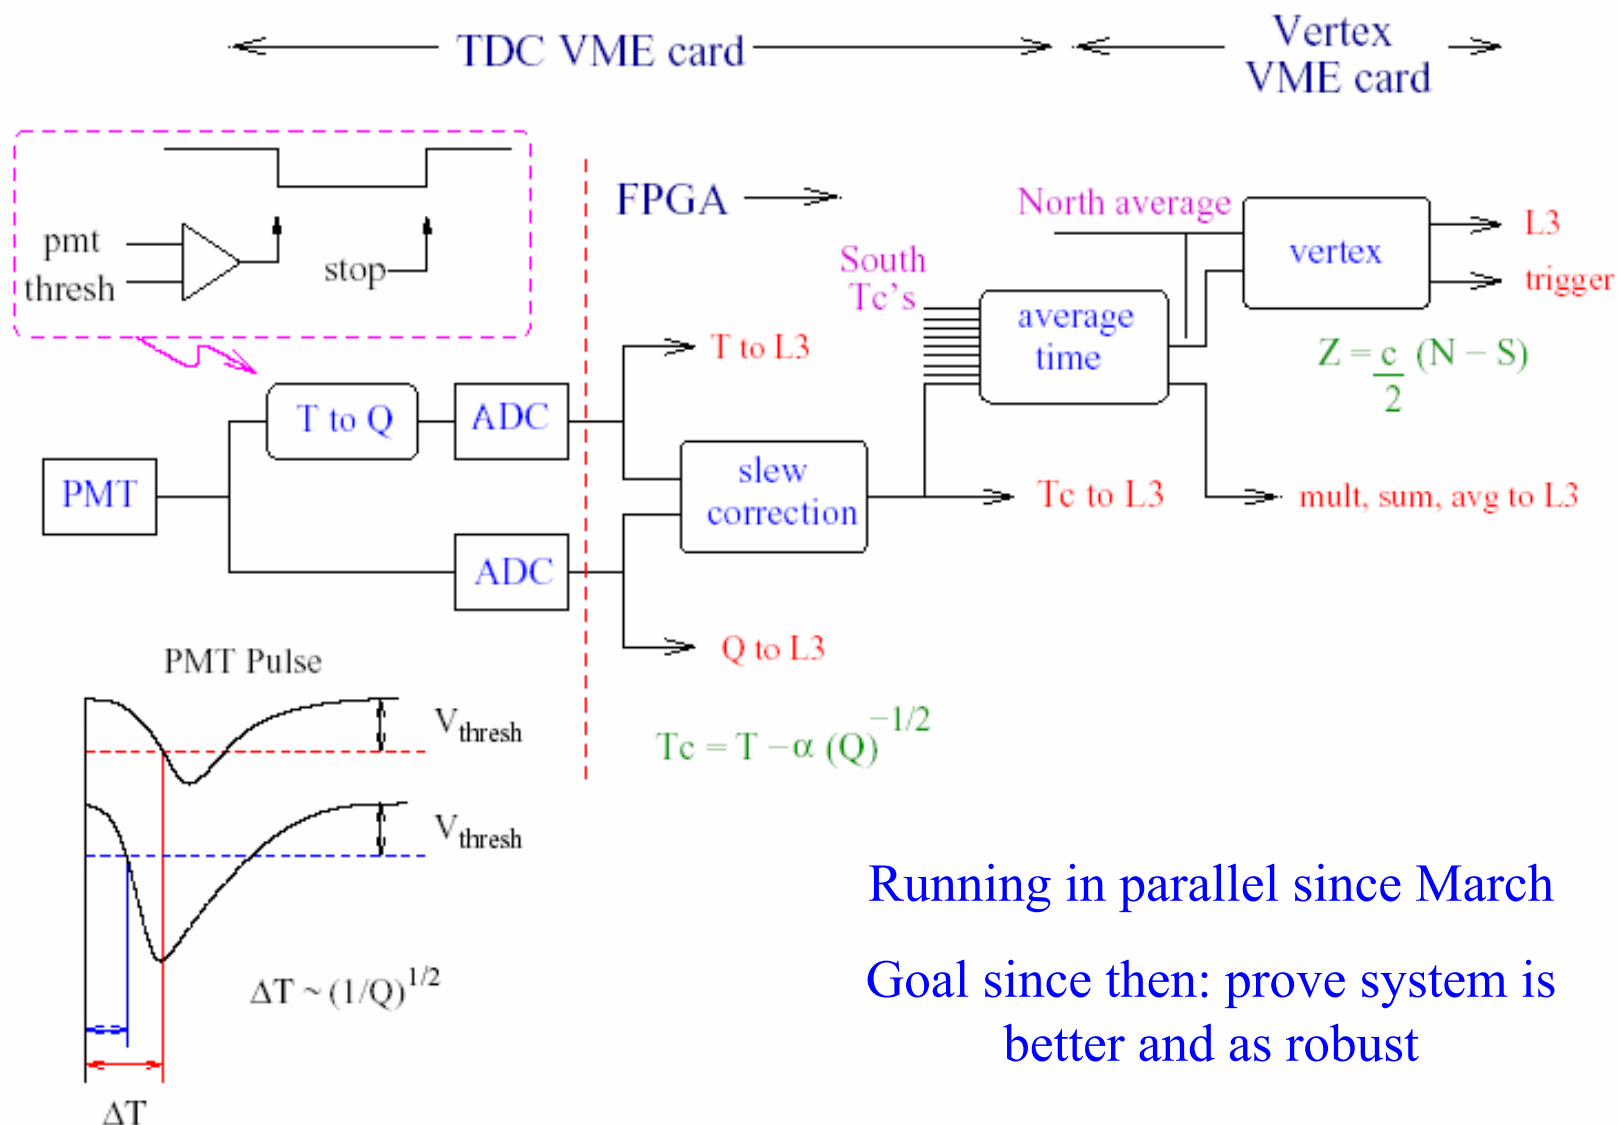 TDC VME card
Vertex
VME card
pmt
thresh
stop
FPGA
North average
South
Tc's
average
time
vertex
L3
trigger
Z = c/2 (N − S)
T to L3
T to Q
ADC
PMT
slew
correction
Tc to L3
mult, sum, avg to L3
ADC
Q to L3
PMT Pulse
Vthresh
Tc = T − α (Q)^−1/2
Vthresh
ΔT ~ (1/Q)^1/2
ΔT
Running in parallel since March
Goal since then: prove system is
better and as robust